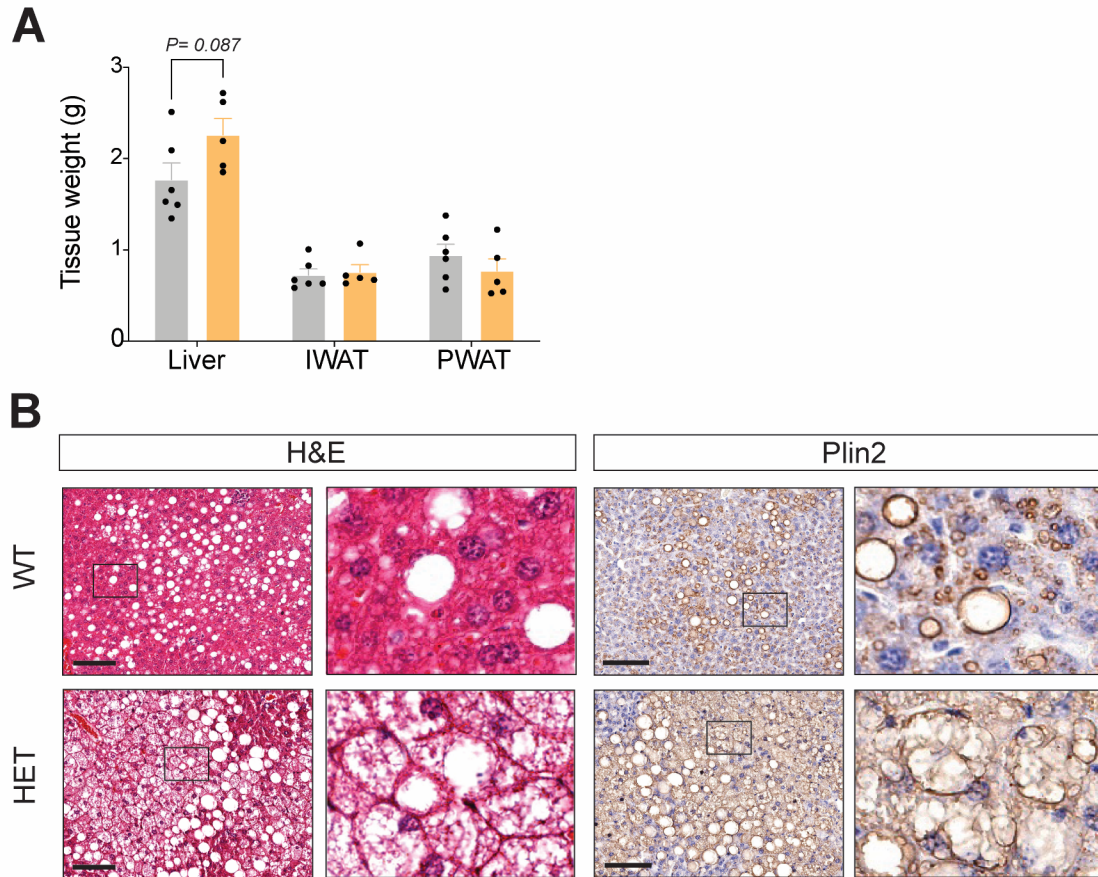 A
P= 0.087
Tissue weight (g)
3
2
1
0
Liver IWAT PWAT
B
H&E Plin2
WT
HET